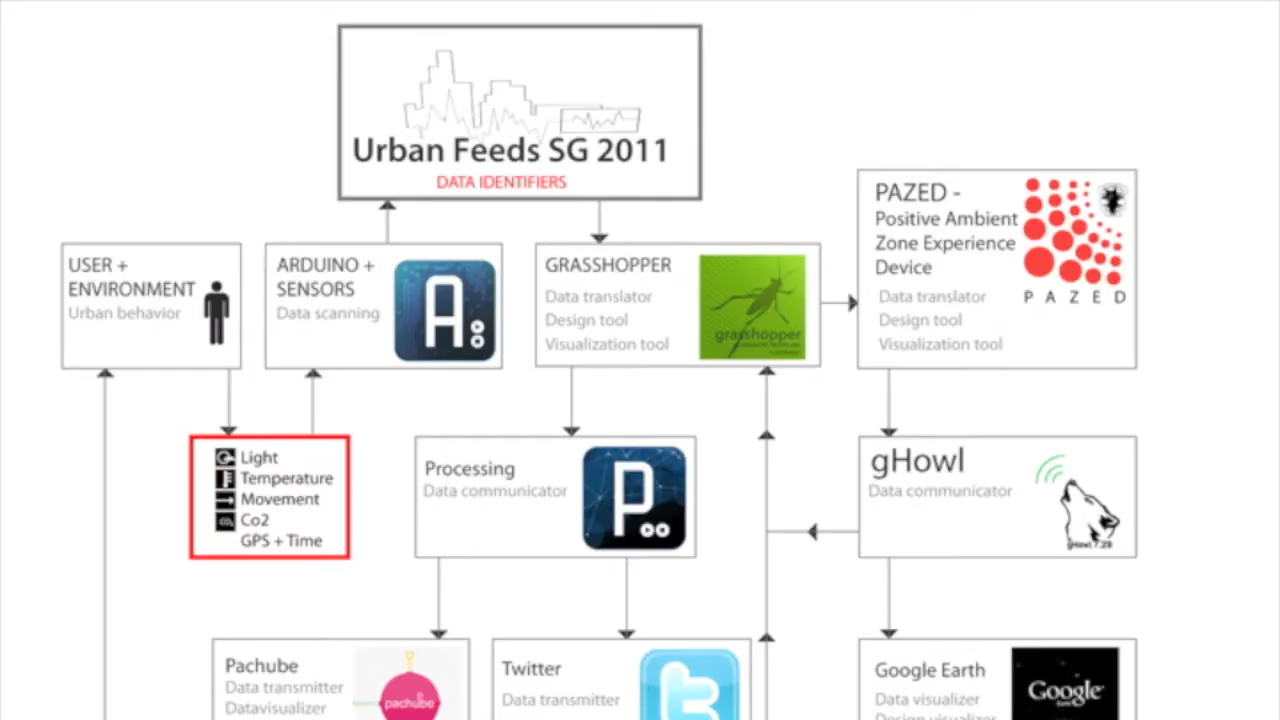 Urban Feeds SG 2011
DATA IDENTIFIERS
USER +
ENVIRONMENT
Urban behavior
ARDUINO +
SENSORS
Data scanning
GRASSHOPPER
Data translator
Design tool
Visualization tool
grasshopper
PAZED -
Positive Ambient
Zone Experience
Device
Data translator
Design tool
Visualization tool
P A Z E D
Light
Temperature
Movement
Co2
GPS + Time
Processing
Data communicator
gHowl
Data communicator
Pachube
Data transmitter
Datavisualizer
pachube
Twitter
Data transmitter
Google Earth
Data visualizer
Google